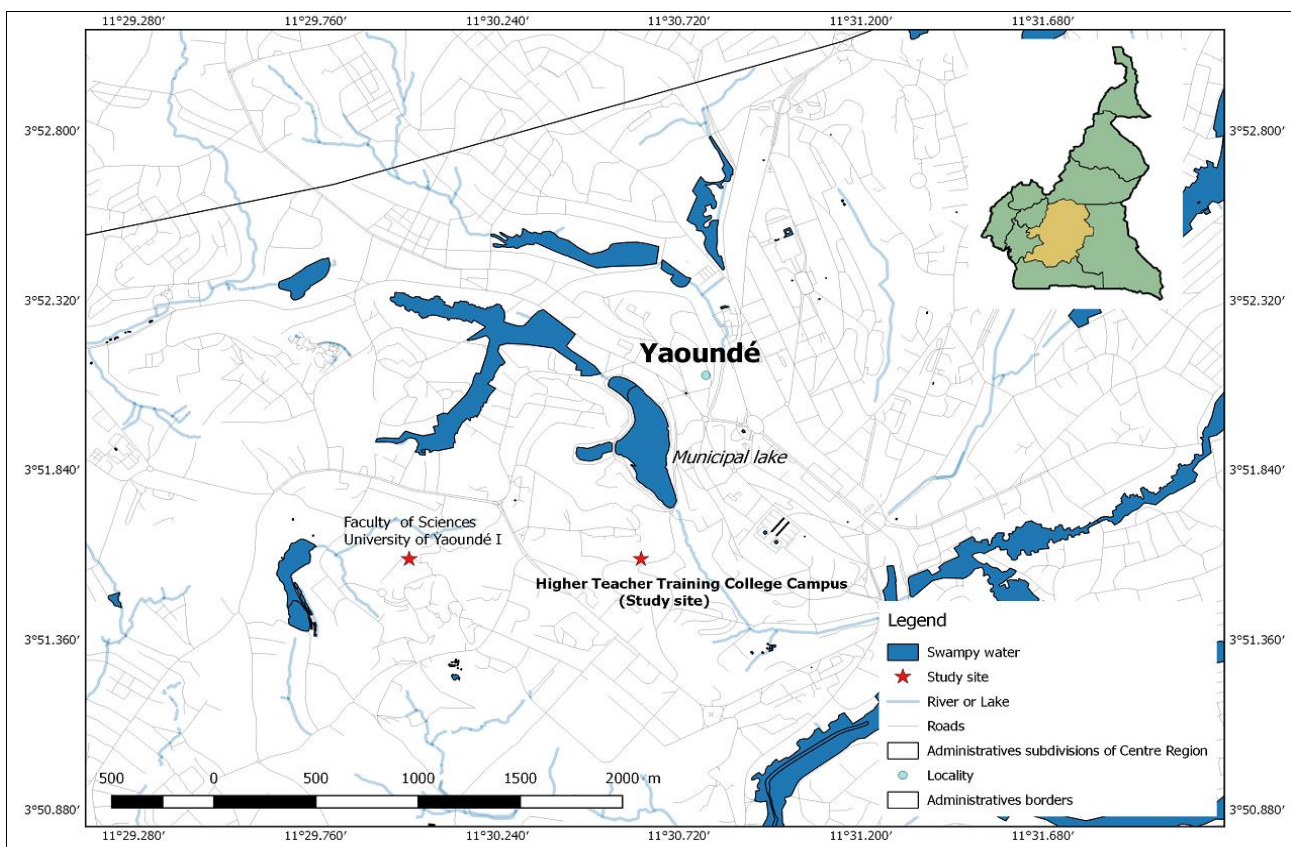 11°29.280’ 11°29.760’ 11°30.240’ 11°30.720’ 11°31.200’ 11°31.680’
3°52.800’ 3°52.800’
3°52.320’ 3°52.320’
Yaoundé
Municipal lake
3°51.840’ 3°51.840’
Faculty of Sciences
University of Yaoundé I
Higher Teacher Training College Campus
(Study site)
3°51.360’ 3°51.360’
Legend
Swampy water
Study site
River or Lake
Roads
Administratives subdivisions of Centre Region
Locality
Administratives borders
500 0 500 1000 1500 2000 m
3°50.880’ 3°50.880’
11°29.280’ 11°29.760’ 11°30.240’ 11°30.720’ 11°31.200’ 11°31.680’